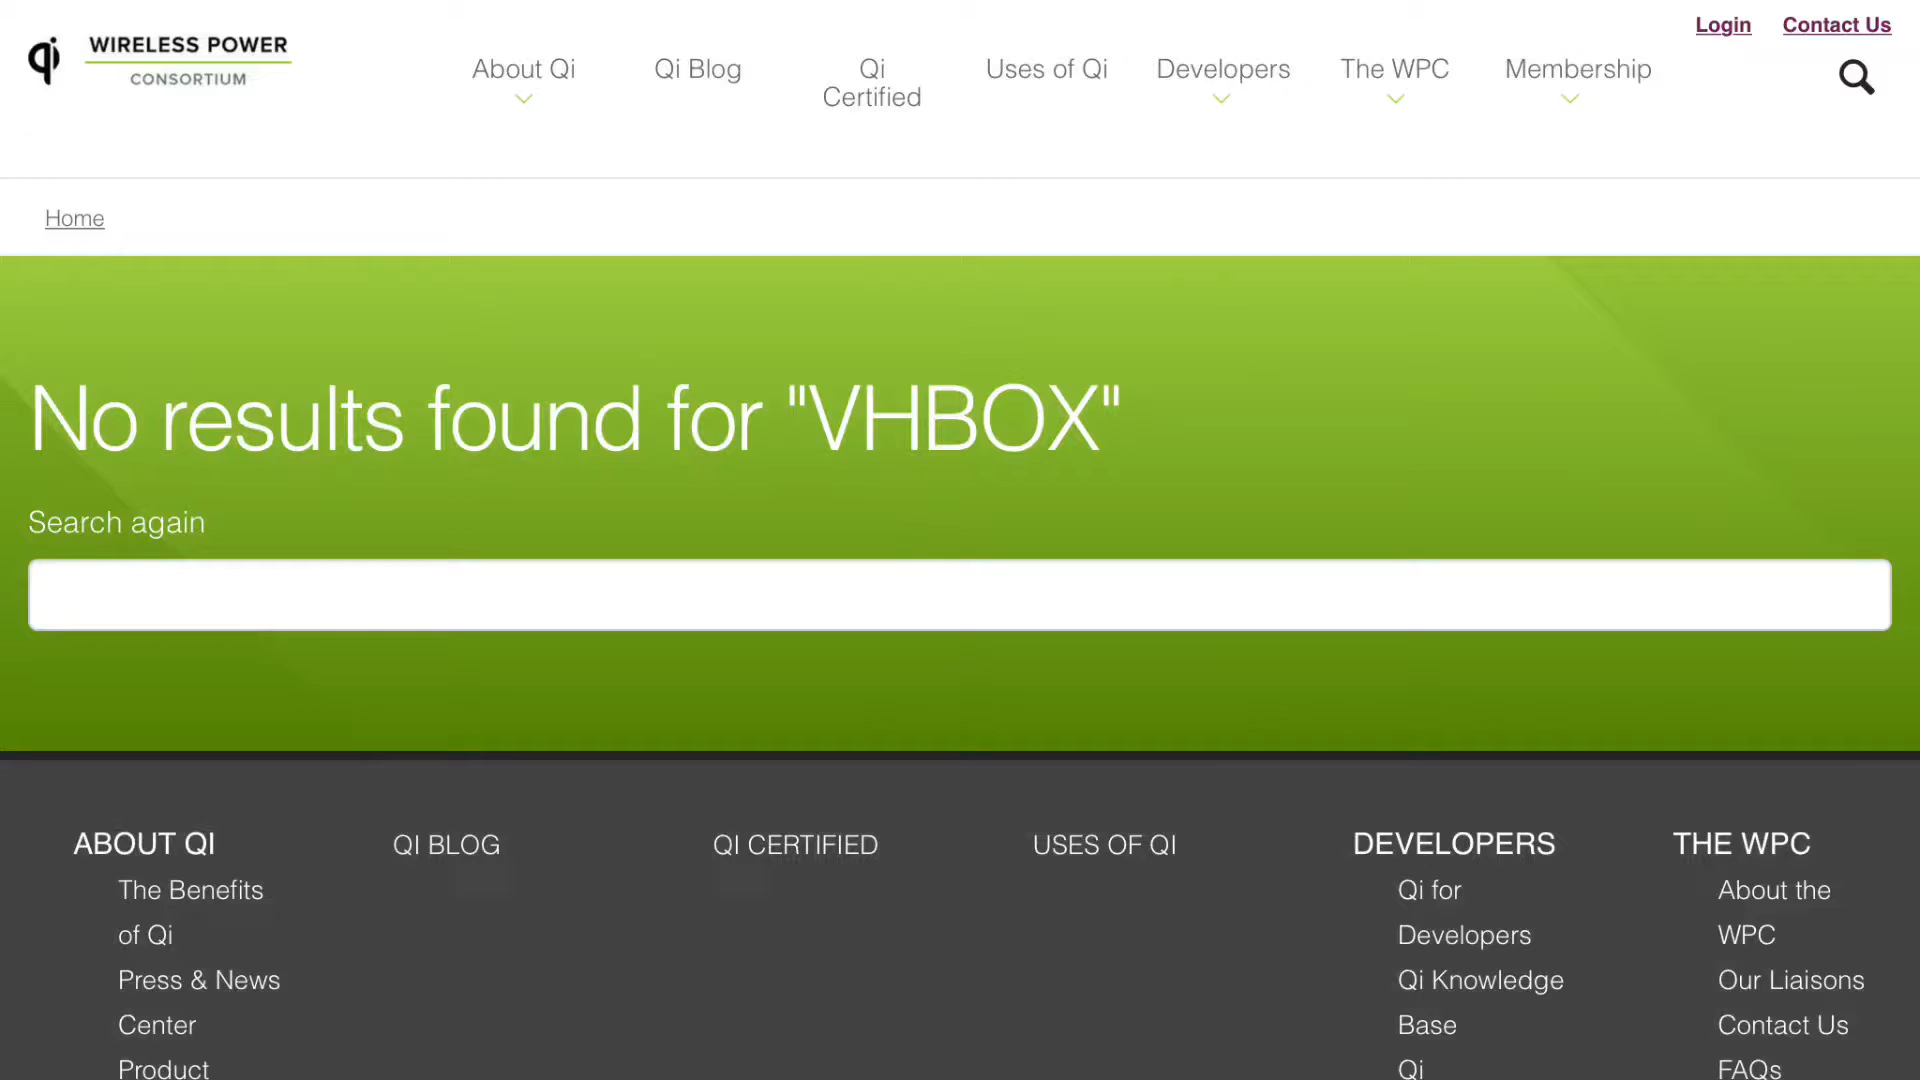 Login Contact Us
qi WIRELESS POWER
CONSORTIUM
About Qi Qi Blog Qi Uses of Qi Developers The WPC Membership
Certified
Home
No results found for "VHBOX"
Search again
ABOUT QI QI BLOG QI CERTIFIED USES OF QI DEVELOPERS THE WPC
The Benefits Qi for About the
of Qi Developers WPC
Press & News Qi Knowledge Our Liaisons
Center Base Contact Us
Product Qi FAQs